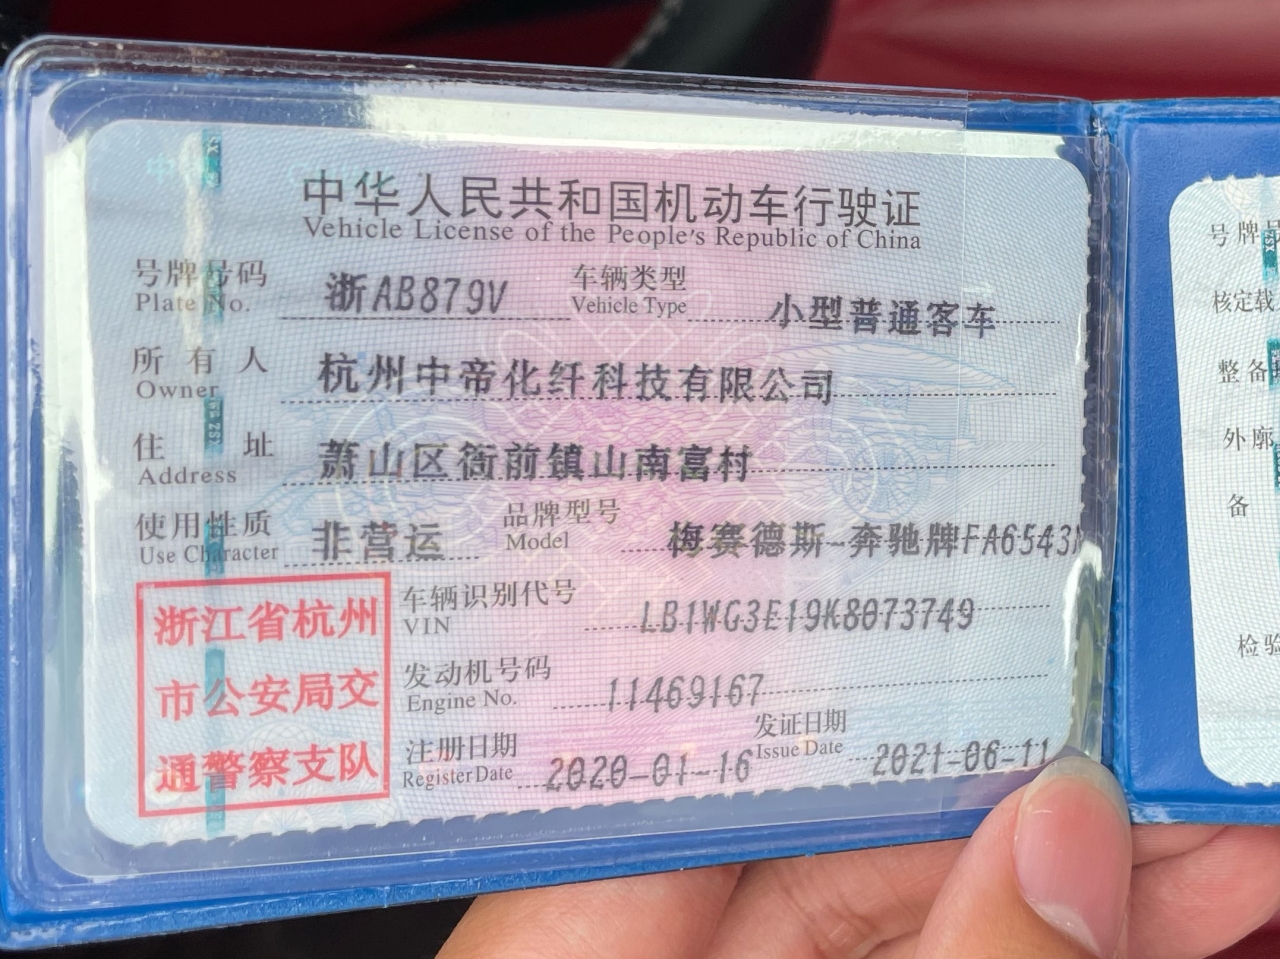 中华人民共和国机动车行驶证
Vehicle License of the People's Republic of China
号牌号码 浙AB879V 车辆类型 小型普通客车
Plate No. Vehicle Type
所有人 杭州中帝化纤科技有限公司
Owner
住址 萧山区衙前镇山南富村
Address
使用性质 非营运 品牌型号 梅赛德斯-奔驰牌FA6543
Use Character Model
浙江省杭州
市公安局交
通警察支队
车辆识别代号 LB1WG3E19K8073749
VIN
发动机号码 11469167
Engine No.
注册日期 2020-01-16 发证日期 2021-06-11
Register Date Issue Date
号牌号
核定载
整备
外廓
备
检验